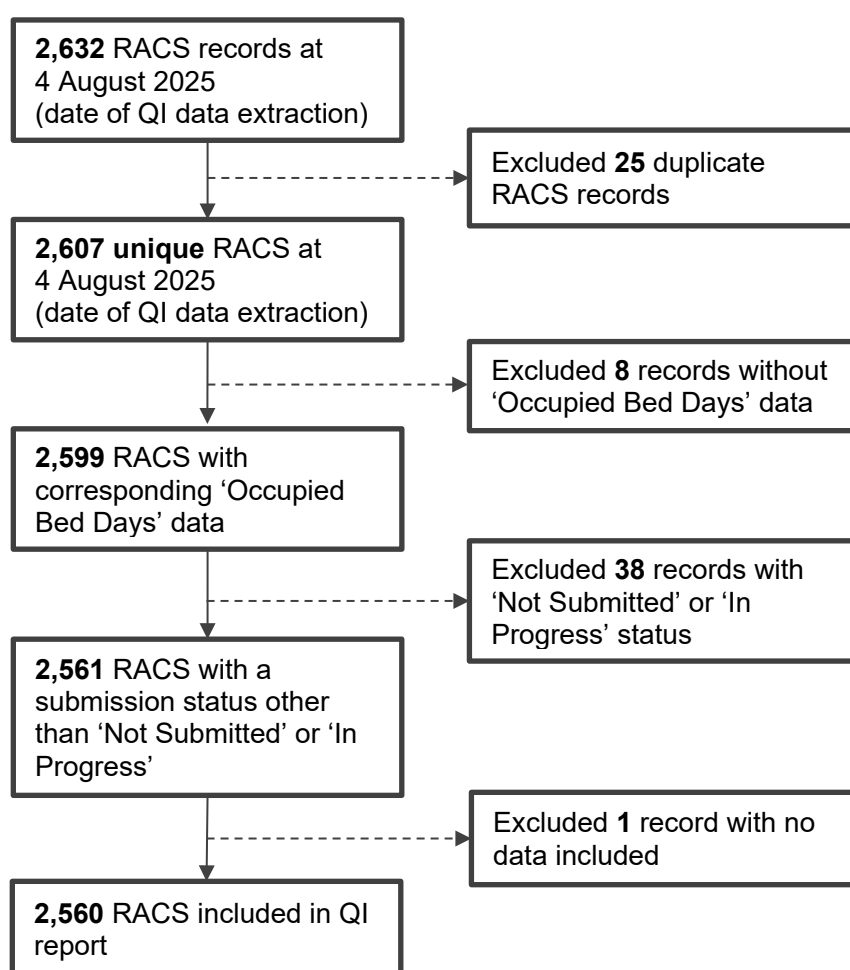 2,632 RACS records at
4 August 2025
(date of QI data extraction)
Excluded 25 duplicate
RACS records
2,607 unique RACS at
4 August 2025
(date of QI data extraction)
Excluded 8 records without
‘Occupied Bed Days’ data
2,599 RACS with
corresponding ‘Occupied
Bed Days’ data
Excluded 38 records with
‘Not Submitted’ or ‘In
Progress’ status
2,561 RACS with a
submission status other
than ‘Not Submitted’ or ‘In
Progress’
Excluded 1 record with no
data included
2,560 RACS included in QI
report